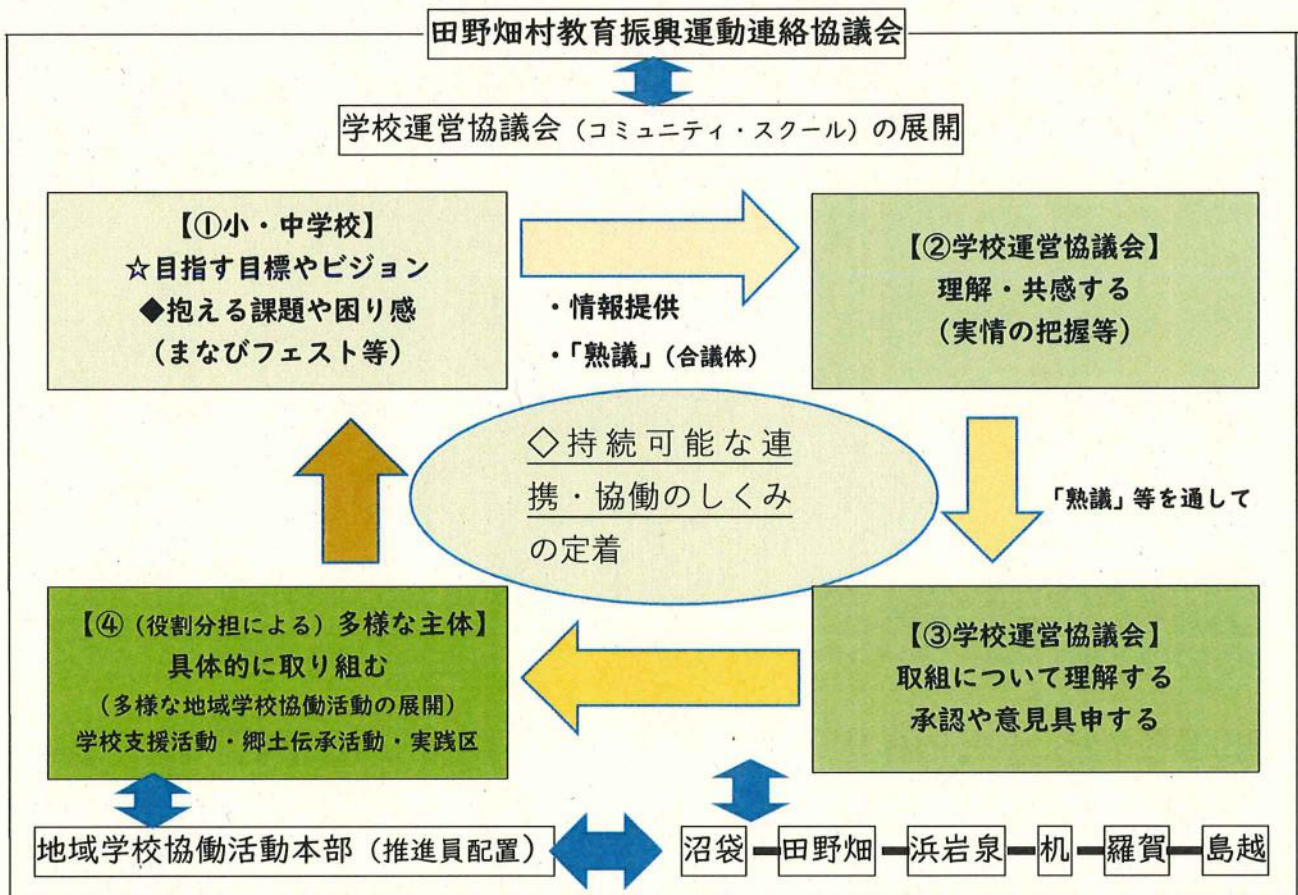 田野畑村教育振興運動連絡協議会
学校運営協議会（コミュニティ・スクール）の展開
【①小・中学校】
☆目指す目標やビジョン
◆抱える課題や困り感
（まなびフェスト等）
・情報提供
・「熟議」（合議体）
【②学校運営協議会】
理解・共感する
（実情の把握等）
◇持続可能な連
携・協働のしくみ
の定着
「熟議」等を通して
【④（役割分担による）多様な主体】
具体的に取り組む
（多様な地域学校協働活動の展開）
学校支援活動・郷土伝承活動・実践区
【③学校運営協議会】
取組について理解する
承認や意見具申する
地域学校協働活動本部（推進員配置）
沼袋 田野畑 浜岩泉 机 羅賀 島越